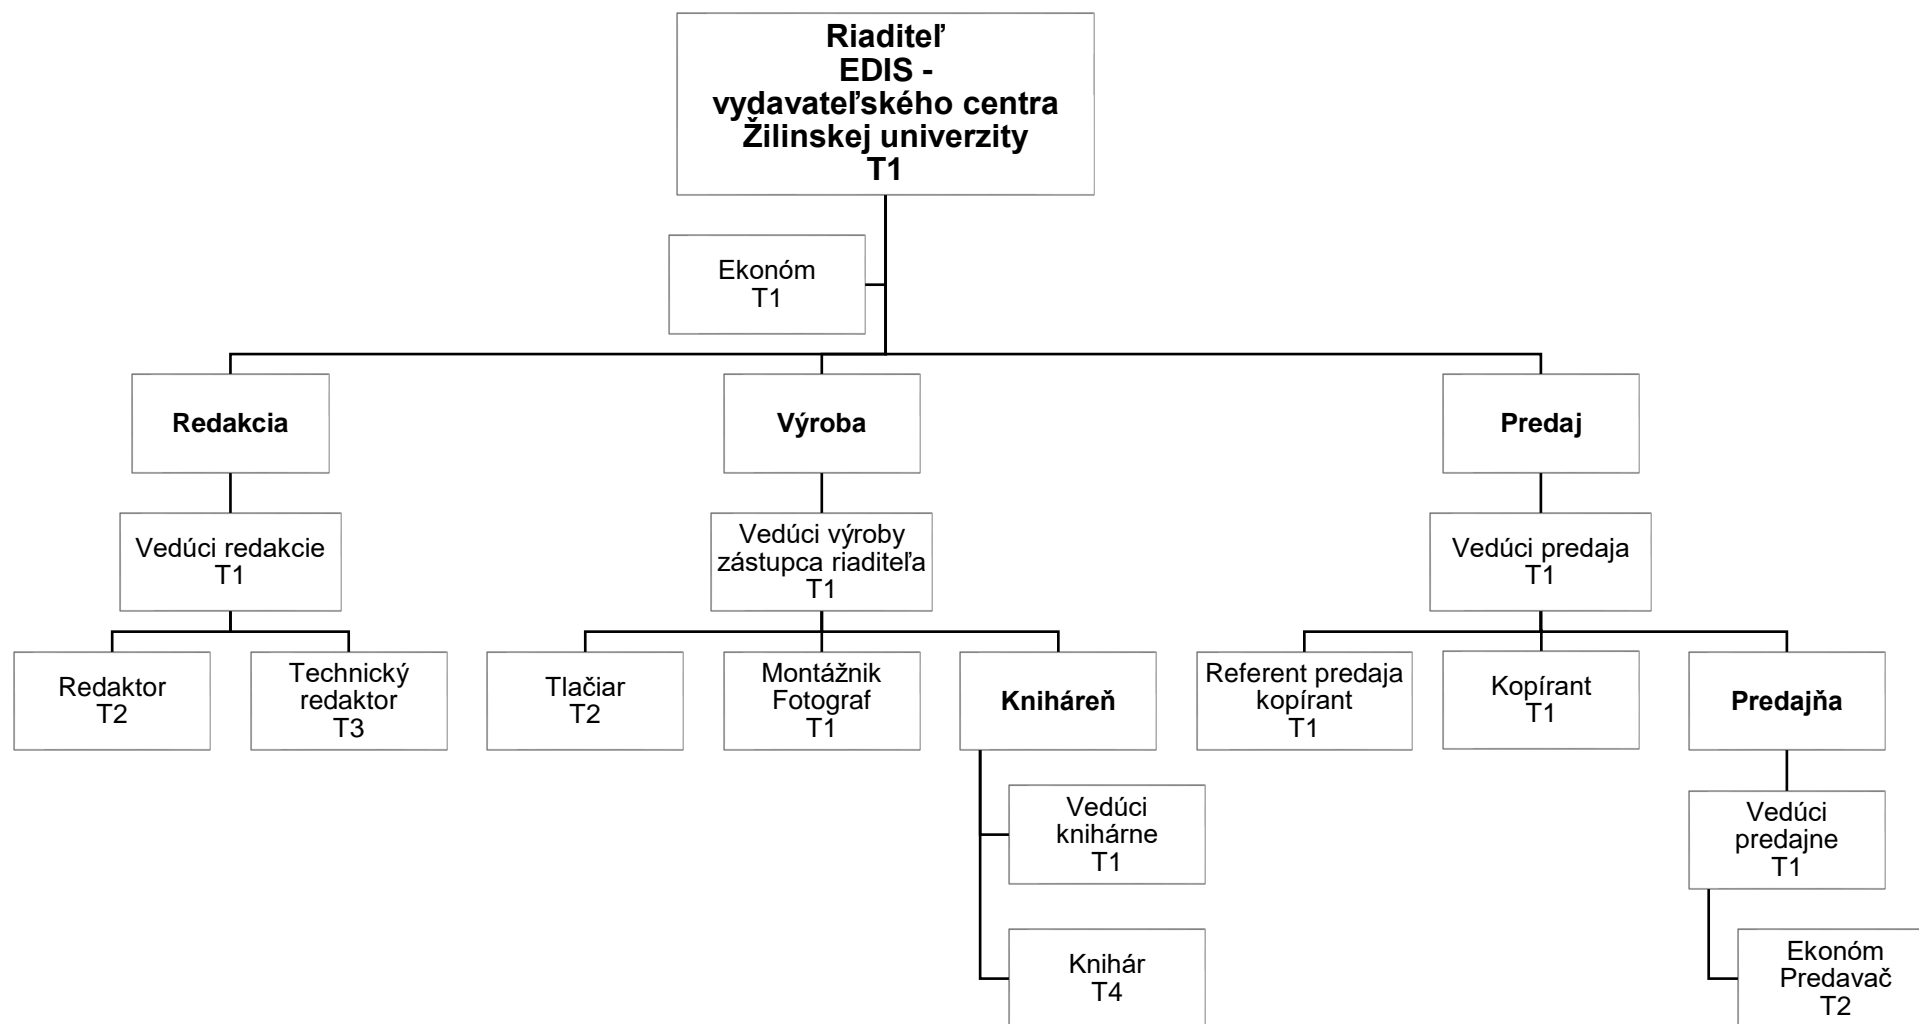 Riaditeľ
EDIS -
vydavateľského centra
Žilinskej univerzity
T1
Ekonóm
T1
Redakcia
Výroba
Predaj
Vedúci redakcie
T1
Vedúci výroby
zástupca riaditeľa
T1
Vedúci predaja
T1
Redaktor
T2
Technický
redaktor
T3
Tlačiar
T2
Montážnik
Fotograf
T1
Kniháreň
Referent predaja
kopírant
T1
Kopírant
T1
Predajňa
Vedúci
knihárne
T1
Vedúci
predajne
T1
Knihár
T4
Ekonóm
Predavač
T2